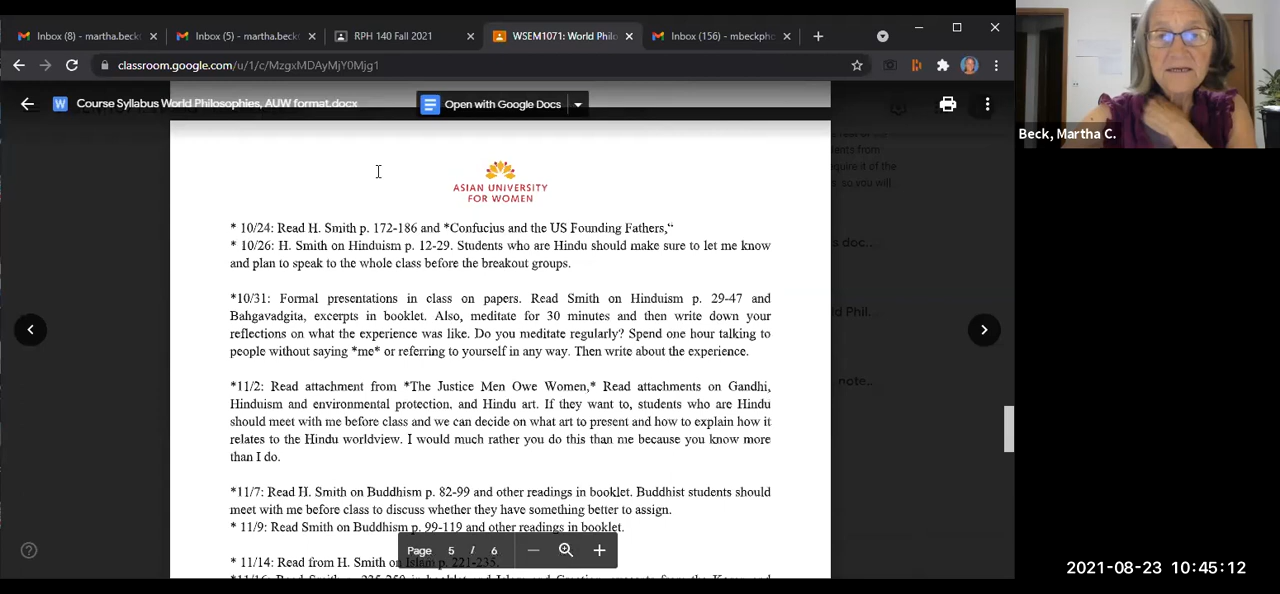 Inbox (8) - martha.beck
Inbox (5) - martha.beck
RPH 140 Fall 2021
WSEM1071: World Philo
Inbox (156) - mbeckph
classroom.google.com/u/1/c/MzgxMDAyMjY0Mjg1
Course Syllabus World Philosophies, AUW format.docx
Open with Google Docs
Beck, Martha C.
ASIAN UNIVERSITY
FOR WOMEN
* 10/24: Read H. Smith p. 172-186 and *Confucius and the US Founding Fathers,“
* 10/26: H. Smith on Hinduism p. 12-29. Students who are Hindu should make sure to let me know
and plan to speak to the whole class before the breakout groups.
*10/31: Formal presentations in class on papers. Read Smith on Hinduism p. 29-47 and
Bahgavadgita, excerpts in booklet. Also, meditate for 30 minutes and then write down your
reflections on what the experience was like. Do you meditate regularly? Spend one hour talking to
people without saying *me* or referring to yourself in any way. Then write about the experience.
*11/2: Read attachment from *The Justice Men Owe Women,* Read attachments on Gandhi,
Hinduism and environmental protection, and Hindu art. If they want to, students who are Hindu
should meet with me before class and we can decide on what art to present and how to explain how it
relates to the Hindu worldview. I would much rather you do this than me because you know more
than I do.
*11/7: Read H. Smith on Buddhism p. 82-99 and other readings in booklet. Buddhist students should
meet with me before class to discuss whether they have something better to assign.
* 11/9: Read Smith on Buddhism p. 99-119 and other readings in booklet.
* 11/14: Read from H. Smith on Islam p. 221-235.
Page 5 / 6
2021-08-23 10:45:12